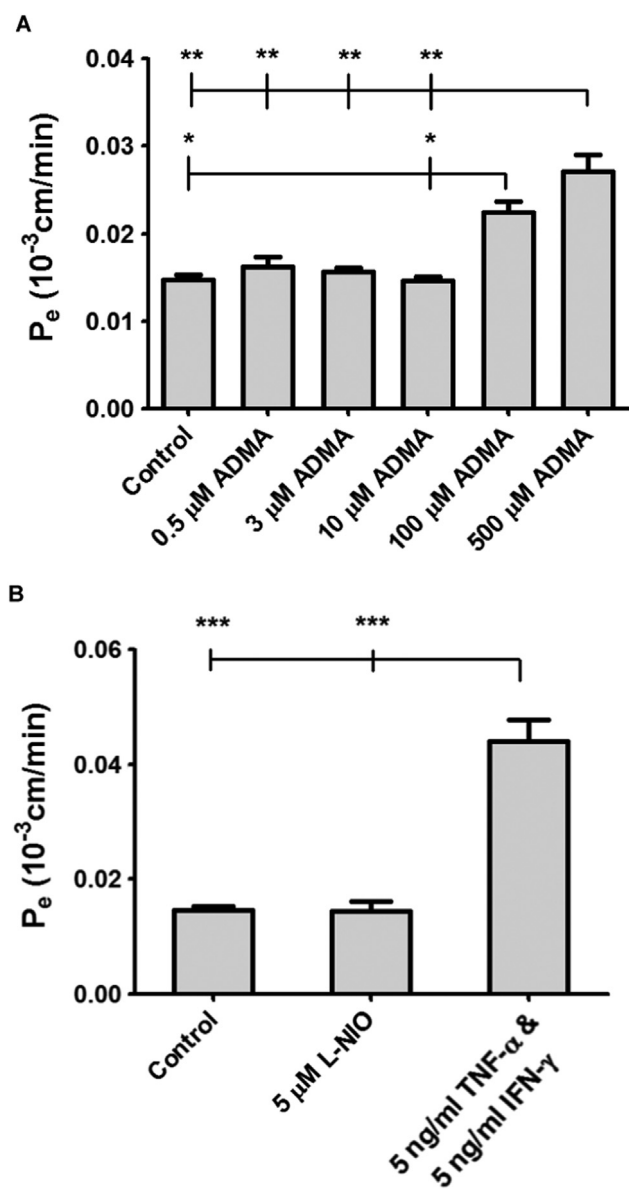 A
** ** ** **
* *
0.04
0.03
0.02
0.01
0.00
Pe (10-3cm/min)
Control
0.5 μM ADMA
3 μM ADMA
10 μM ADMA
100 μM ADMA
500 μM ADMA
B
*** ***
0.06
0.04
0.02
0.00
Pe (10-3cm/min)
Control
5 μM L-NIO
5 ng/ml TNF-α &
5 ng/ml IFN-γ